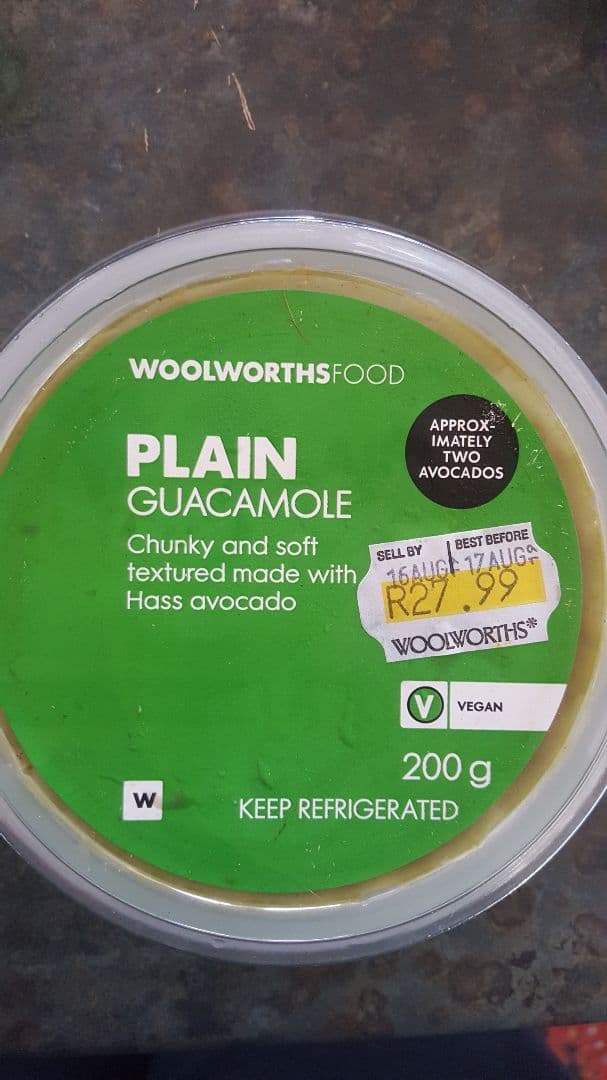 WOOLWORTHSFOOD
PLAIN
GUACAMOLE
Chunky and soft
textured made with
Hass avocado
APPROX-
IMATELY
TWO
AVOCADOS
SELL BY BEST BEFORE
16AUG 17AUG
R27.99
WOOLWORTHS*
V VEGAN
200 g
W
KEEP REFRIGERATED